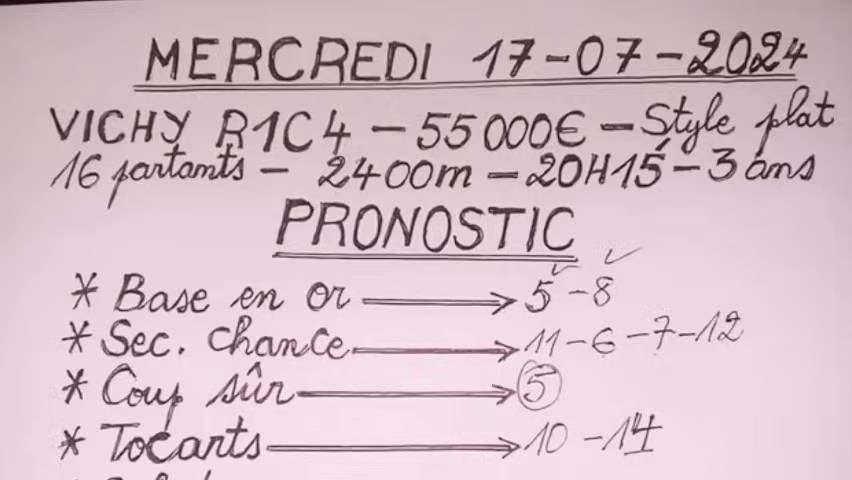 MERCREDI 17-07-2024
VICHY R1C4 - 55000€ - Style plat
16 partants - 2400m - 20H15 - 3 ans
PRONOSTIC
* Base en or → 5 - 8
* Sec. chance → 11 - 6 - 7 - 12
* Coup sûr → 5
* Tocarts → 10 - 14